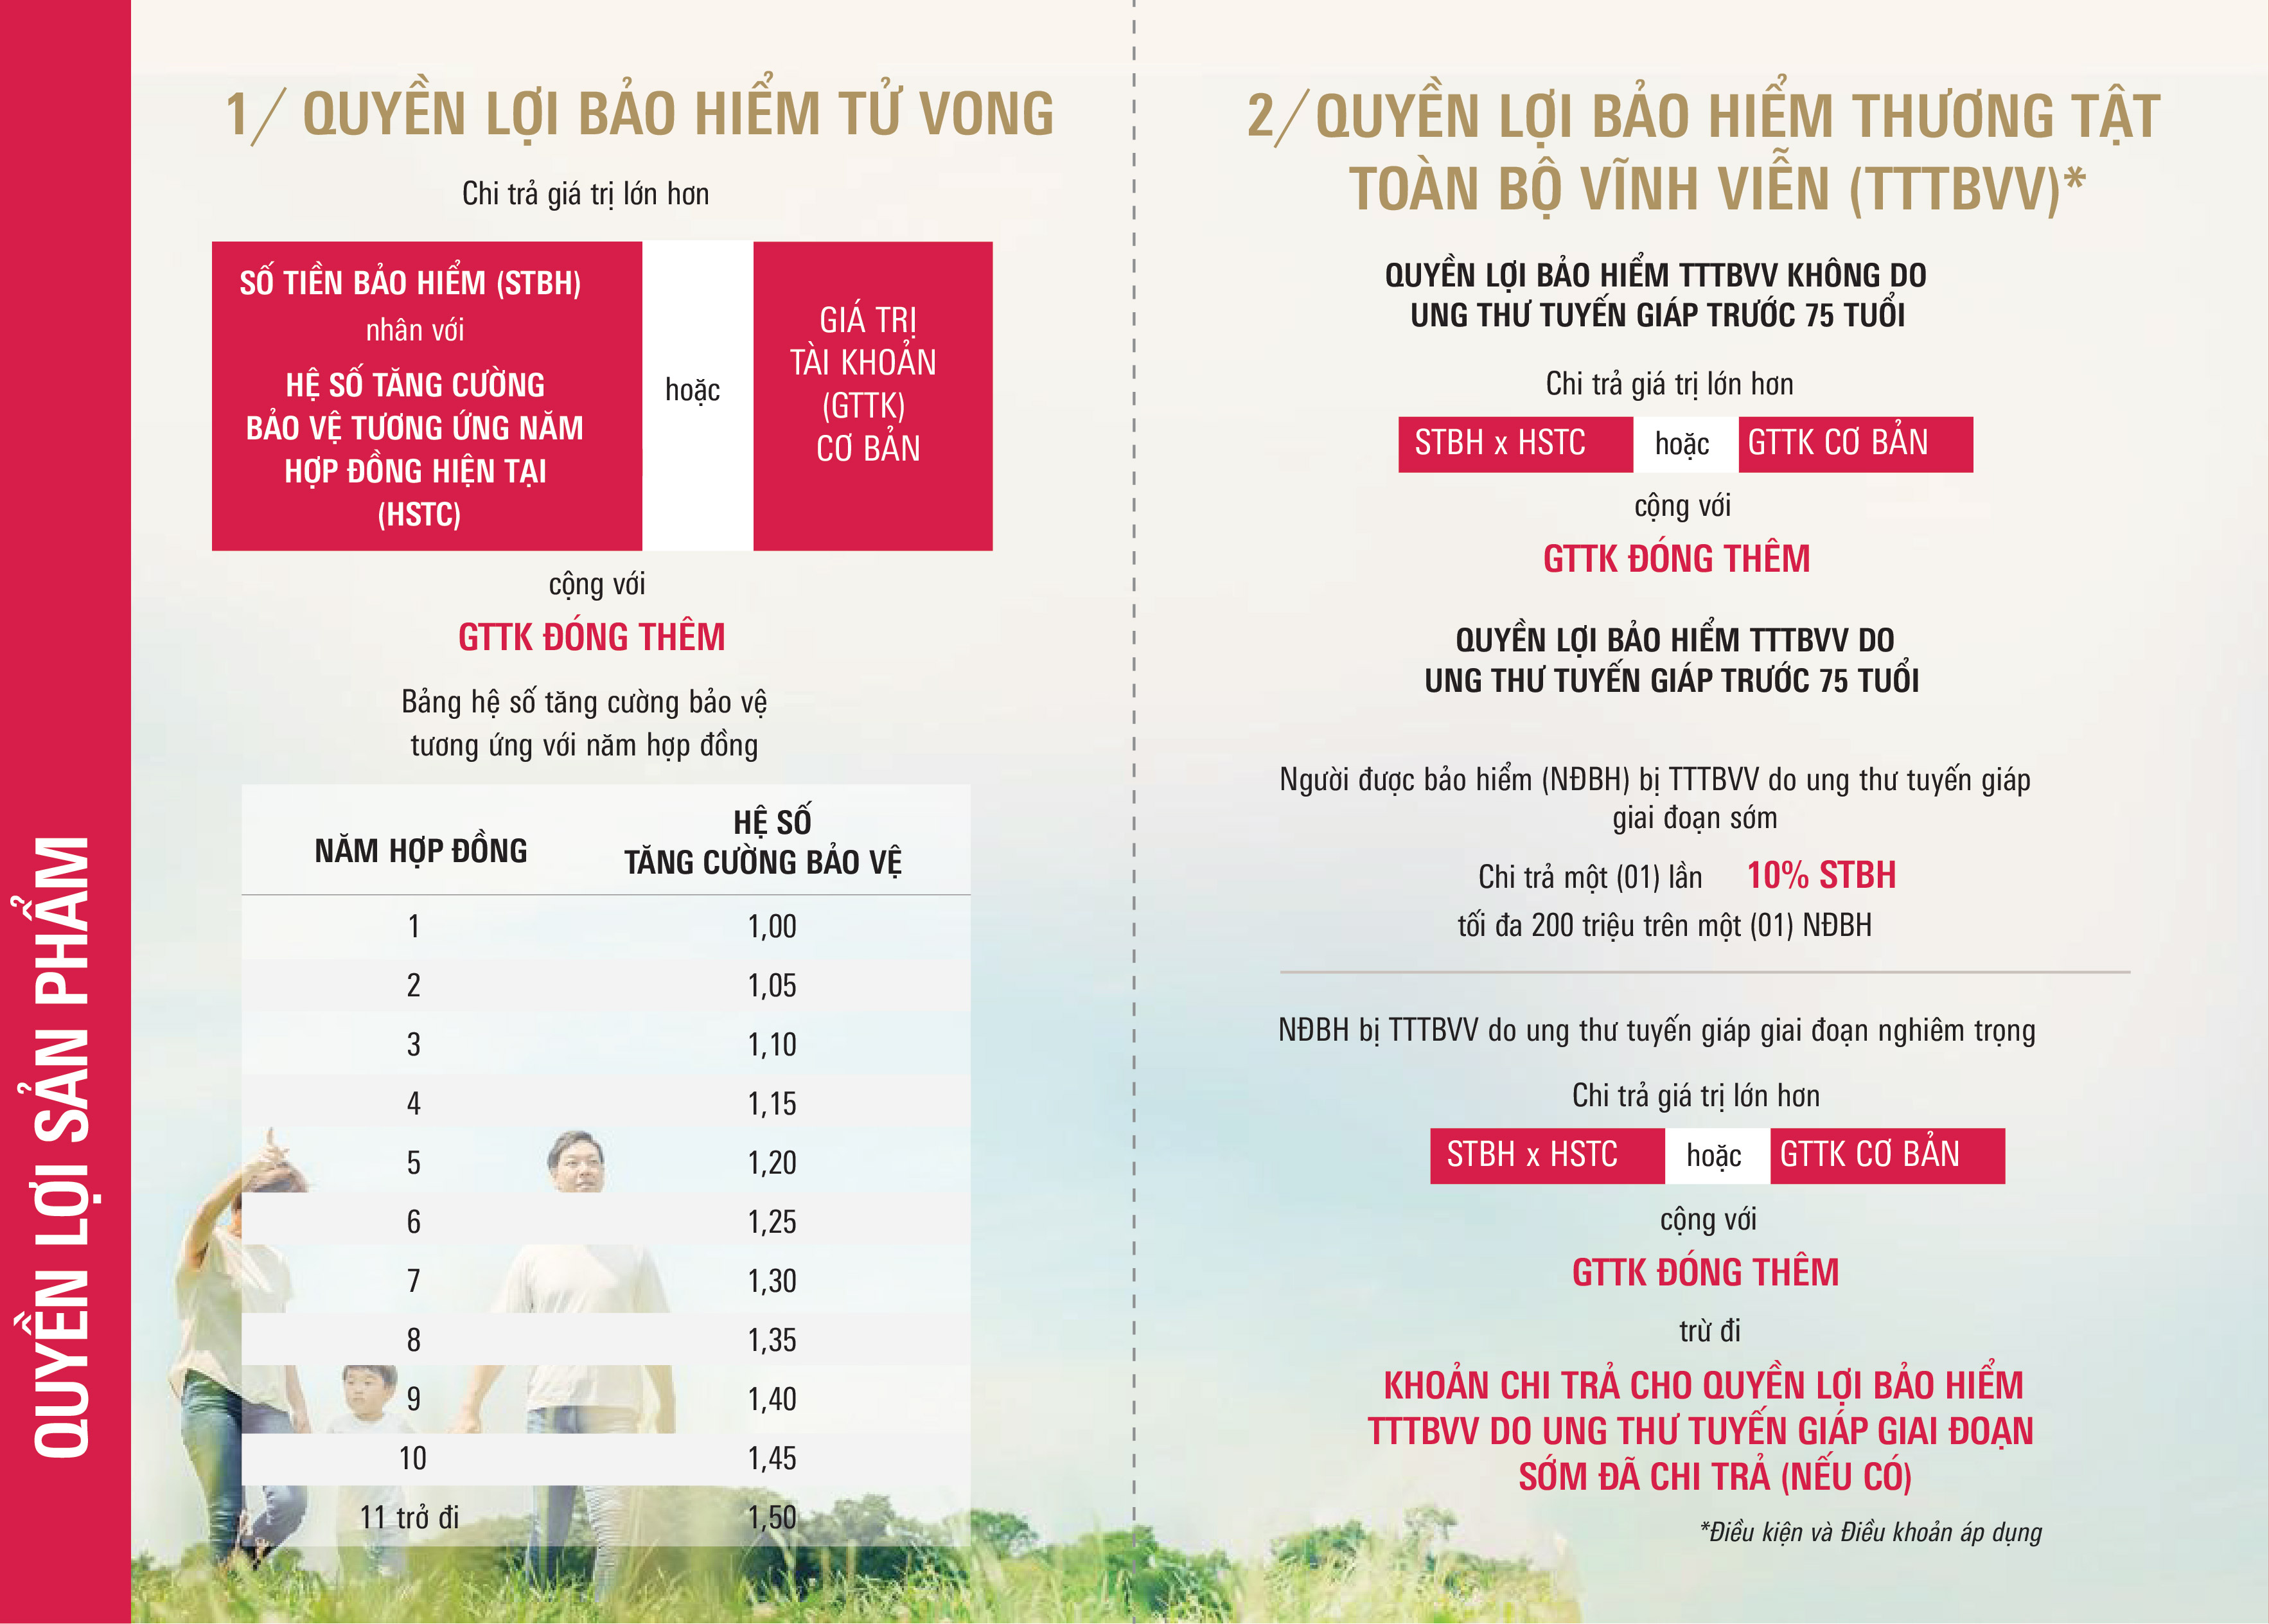 QUYỀN LỢI SẢN PHẨM
1/ QUYỀN LỢI BẢO HIỂM TỬ VONG
Chi trả giá trị lớn hơn
SỐ TIỀN BẢO HIỂM (STBH)
nhân với
HỆ SỐ TĂNG CƯỜNG
BẢO VỆ TƯƠNG ỨNG NĂM
HỢP ĐỒNG HIỆN TẠI
(HSTC)
hoặc
GIÁ TRỊ
TÀI KHOẢN
(GTTK)
CƠ BẢN
cộng với
GTTK ĐÓNG THÊM
Bảng hệ số tăng cường bảo vệ
tương ứng với năm hợp đồng
NĂM HỢP ĐỒNG
HỆ SỐ
TĂNG CƯỜNG BẢO VỆ
1 1,00
2 1,05
3 1,10
4 1,15
5 1,20
6 1,25
7 1,30
8 1,35
9 1,40
10 1,45
11 trở đi 1,50
2/ QUYỀN LỢI BẢO HIỂM THƯƠNG TẬT
TOÀN BỘ VĨNH VIỄN (TTTBVV)*
QUYỀN LỢI BẢO HIỂM TTTBVV KHÔNG DO
UNG THƯ TUYẾN GIÁP TRƯỚC 75 TUỔI
Chi trả giá trị lớn hơn
STBH x HSTC hoặc GTTK CƠ BẢN
cộng với
GTTK ĐÓNG THÊM
QUYỀN LỢI BẢO HIỂM TTTBVV DO
UNG THƯ TUYẾN GIÁP TRƯỚC 75 TUỔI
Người được bảo hiểm (NĐBH) bị TTTBVV do ung thư tuyến giáp
giai đoạn sớm
Chi trả một (01) lần 10% STBH
tối đa 200 triệu trên một (01) NĐBH
NĐBH bị TTTBVV do ung thư tuyến giáp giai đoạn nghiêm trọng
Chi trả giá trị lớn hơn
STBH x HSTC hoặc GTTK CƠ BẢN
cộng với
GTTK ĐÓNG THÊM
trừ đi
KHOẢN CHI TRẢ CHO QUYỀN LỢI BẢO HIỂM
TTTBVV DO UNG THƯ TUYẾN GIÁP GIAI ĐOẠN
SỚM ĐÃ CHI TRẢ (NẾU CÓ)
*Điều kiện và Điều khoản áp dụng